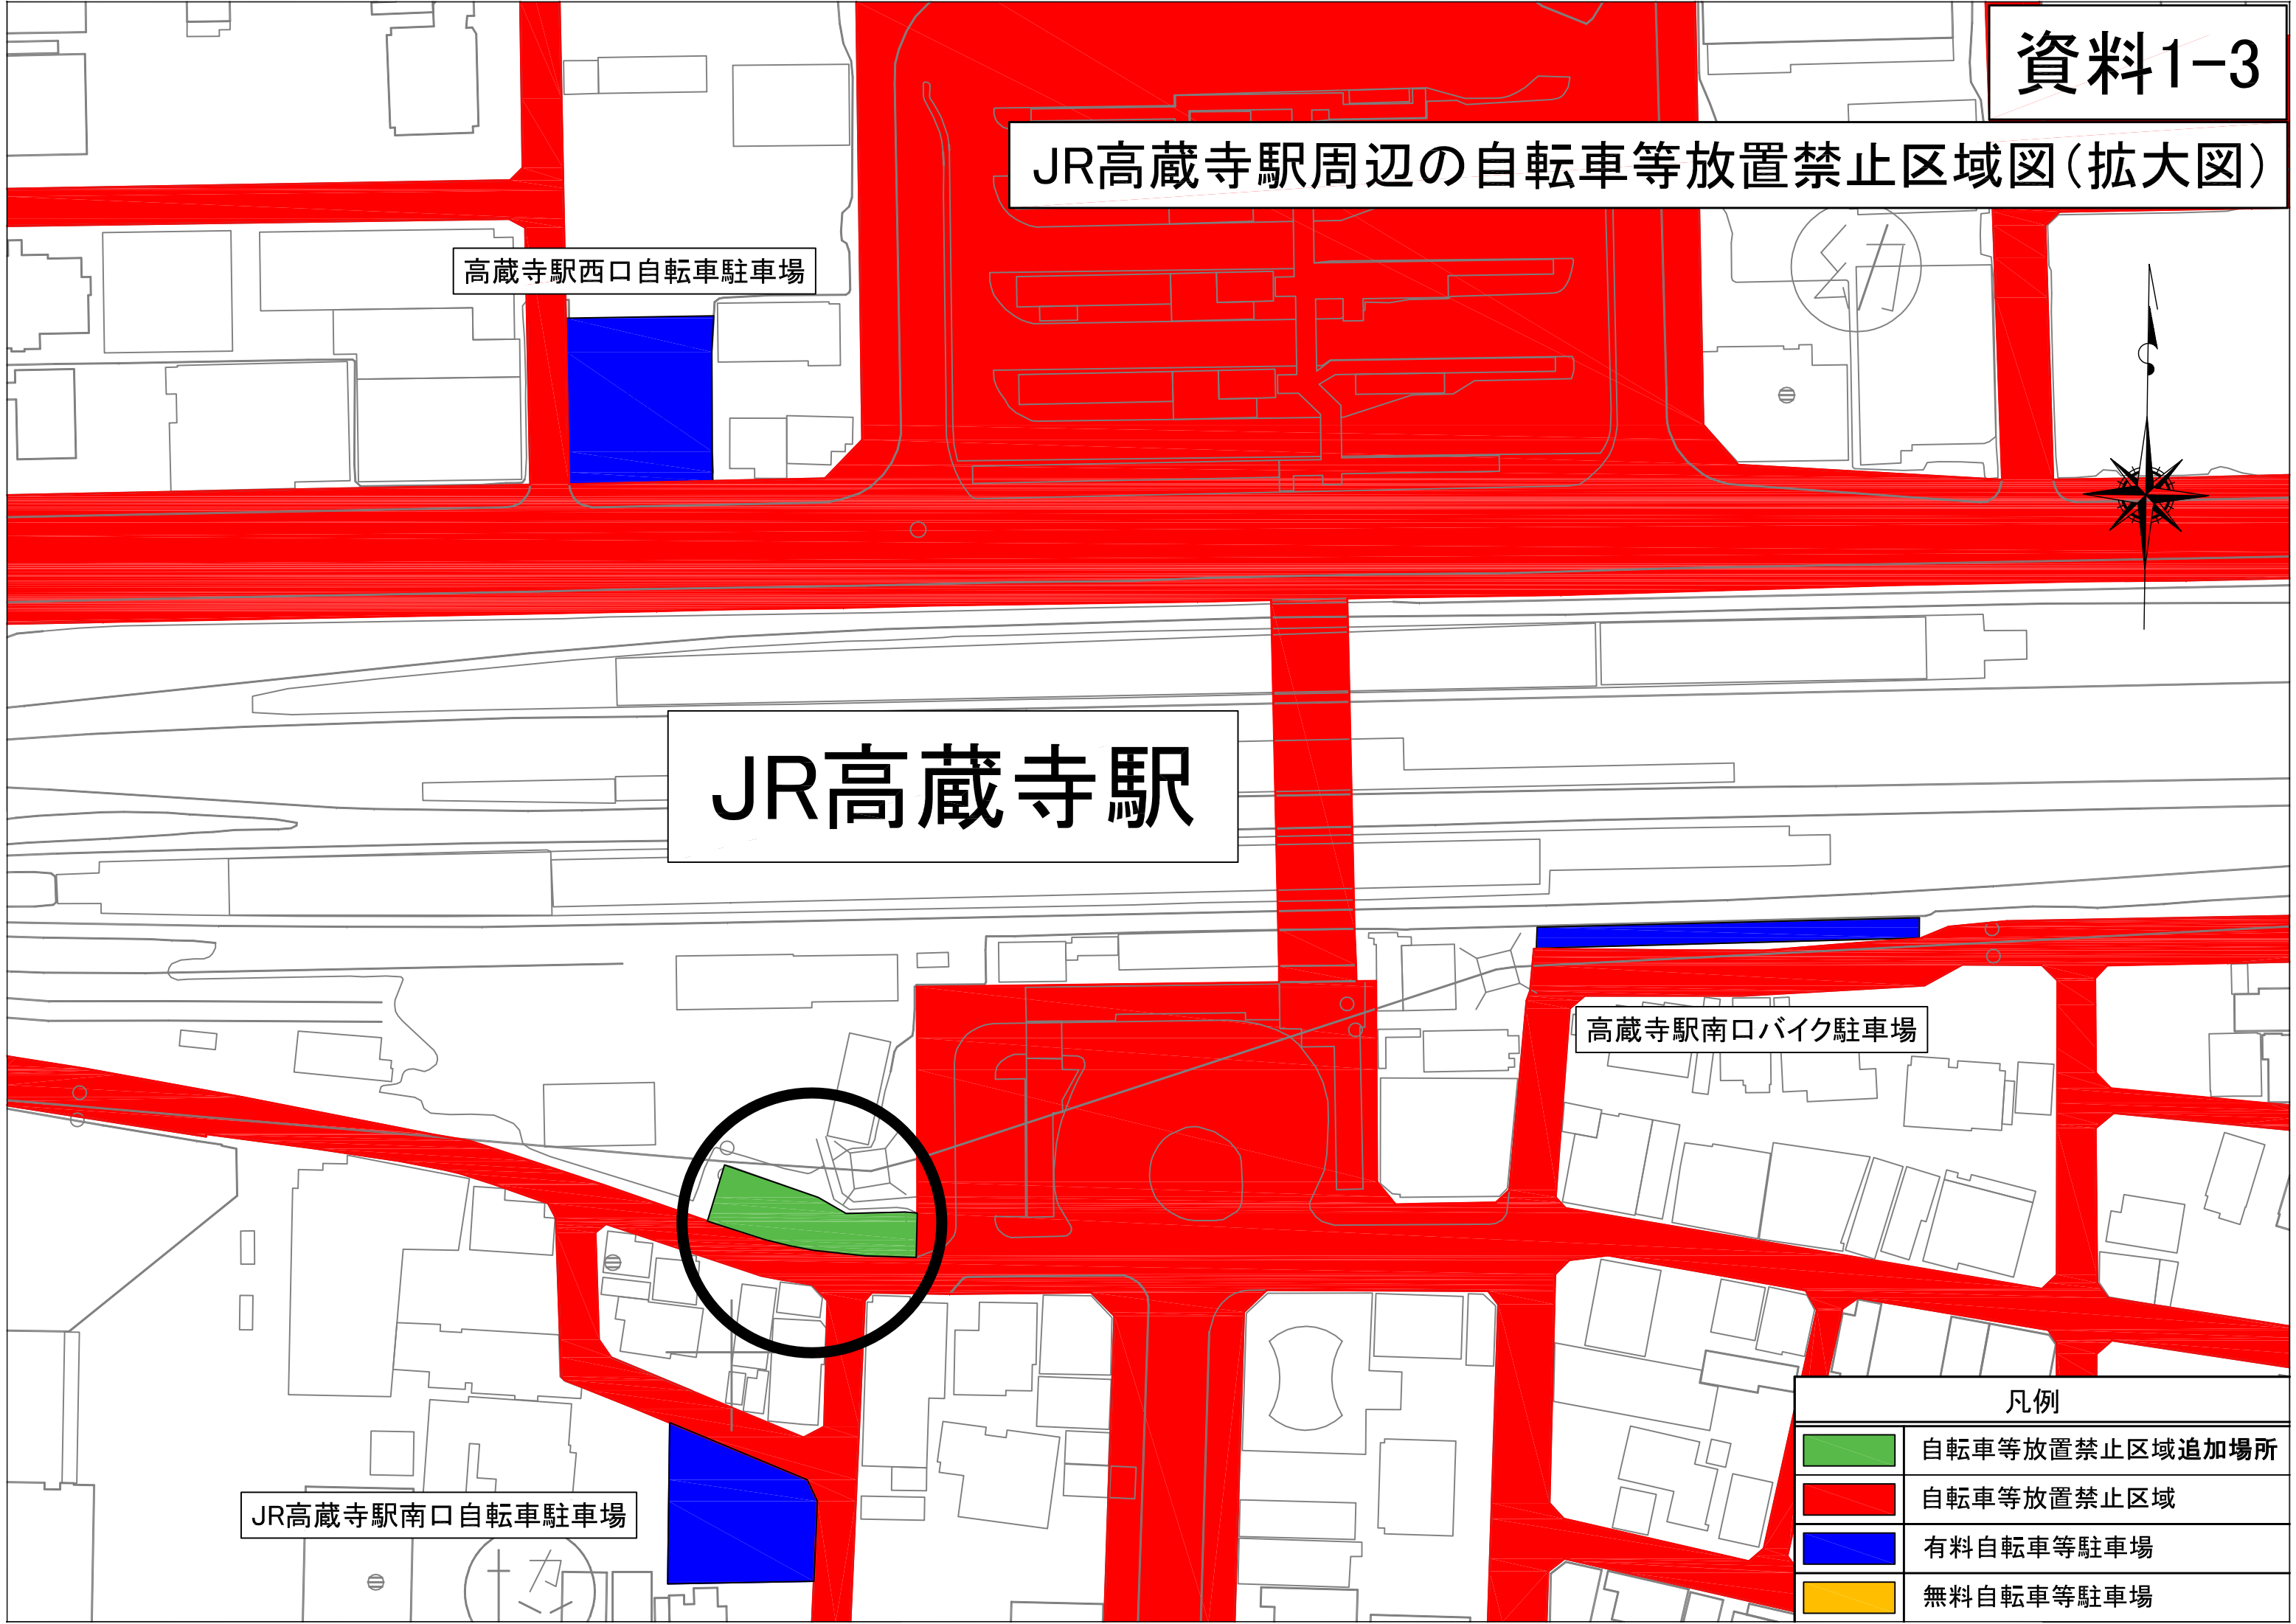 資料1-3
JR高蔵寺駅周辺の自転車等放置禁止区域図(拡大図)
高蔵寺駅西口自転車駐車場
JR高蔵寺駅
高蔵寺駅南口バイク駐車場
JR高蔵寺駅南口自転車駐車場
凡例
自転車等放置禁止区域追加場所
自転車等放置禁止区域
有料自転車等駐車場
無料自転車等駐車場